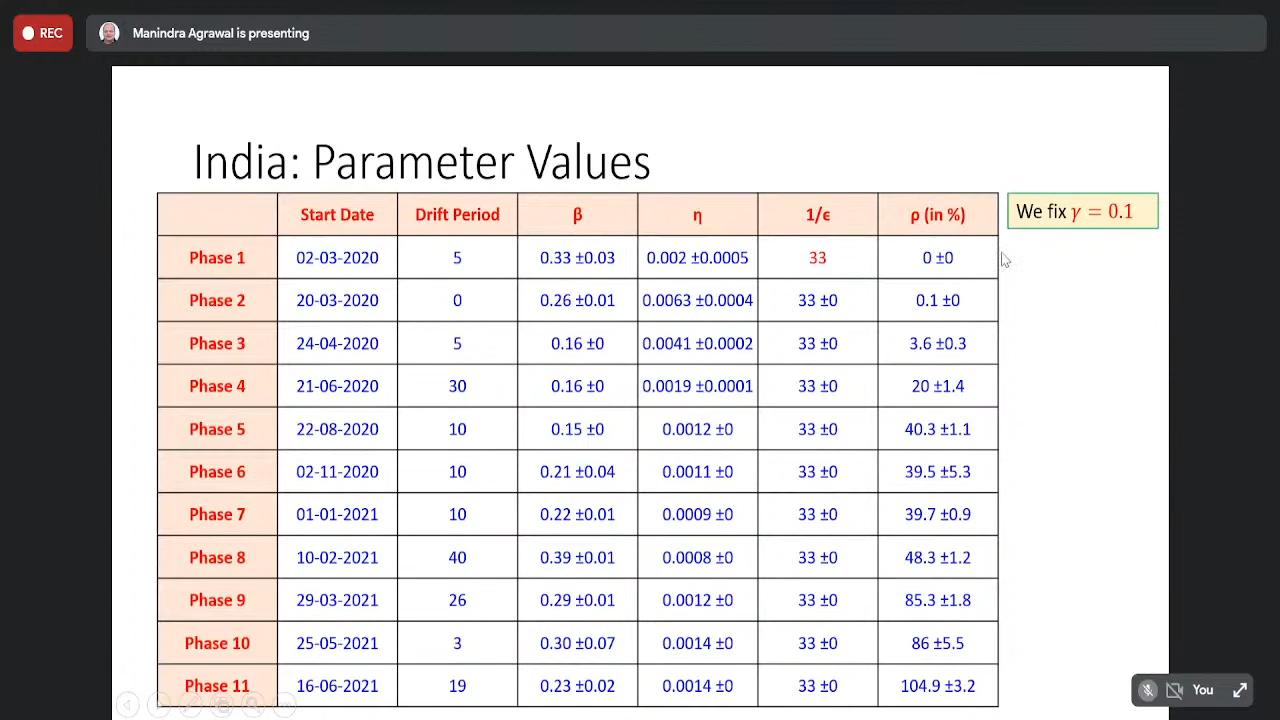 REC
Manindra Agrawal is presenting
India: Parameter Values
Start Date Drift Period β η 1/ϵ ρ (in %)
We fix γ = 0.1
Phase 1 02-03-2020 5 0.33 ±0.03 0.002 ±0.0005 33 0 ±0
Phase 2 20-03-2020 0 0.26 ±0.01 0.0063 ±0.0004 33 ±0 0.1 ±0
Phase 3 24-04-2020 5 0.16 ±0 0.0041 ±0.0002 33 ±0 3.6 ±0.3
Phase 4 21-06-2020 30 0.16 ±0 0.0019 ±0.0001 33 ±0 20 ±1.4
Phase 5 22-08-2020 10 0.15 ±0 0.0012 ±0 33 ±0 40.3 ±1.1
Phase 6 02-11-2020 10 0.21 ±0.04 0.0011 ±0 33 ±0 39.5 ±5.3
Phase 7 01-01-2021 10 0.22 ±0.01 0.0009 ±0 33 ±0 39.7 ±0.9
Phase 8 10-02-2021 40 0.39 ±0.01 0.0008 ±0 33 ±0 48.3 ±1.2
Phase 9 29-03-2021 26 0.29 ±0.01 0.0012 ±0 33 ±0 85.3 ±1.8
Phase 10 25-05-2021 3 0.30 ±0.07 0.0014 ±0 33 ±0 86 ±5.5
Phase 11 16-06-2021 19 0.23 ±0.02 0.0014 ±0 33 ±0 104.9 ±3.2
You